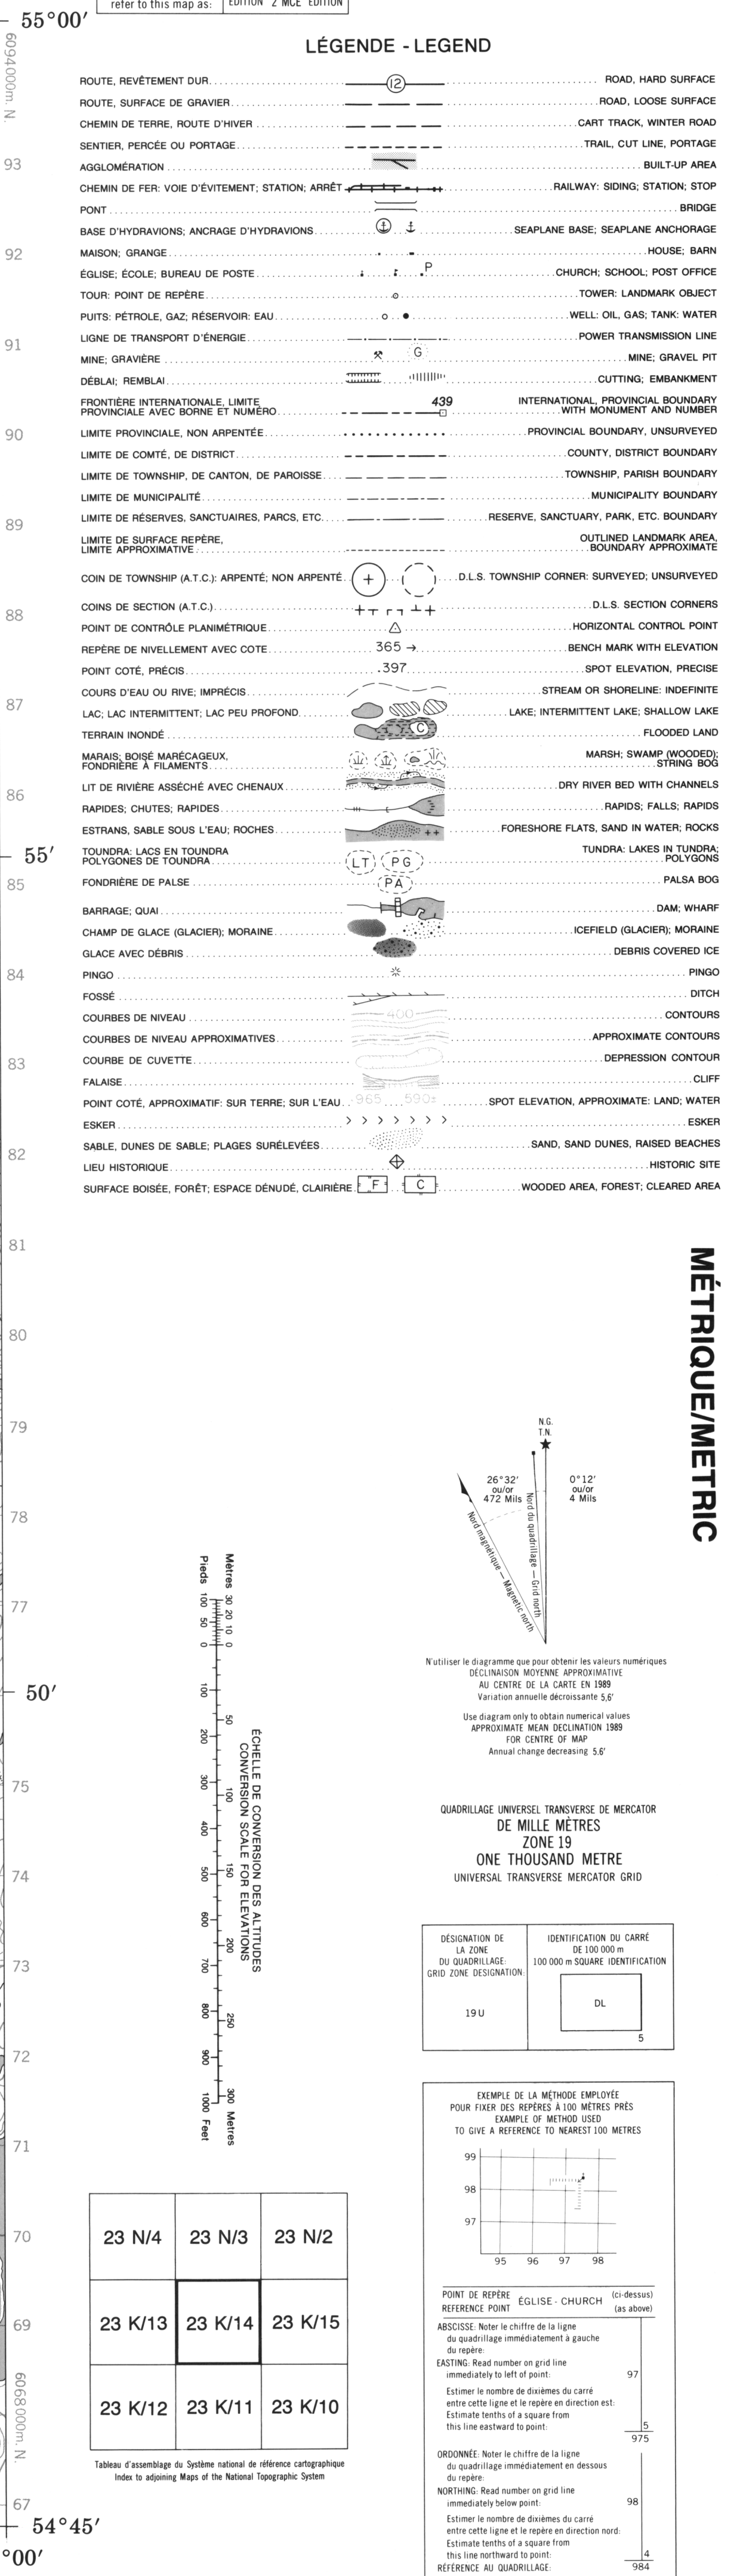 refer to this map as: EDITION 2 MCE ÉDITION
55°00′
6094000m. N.
LÉGENDE - LEGEND
ROUTE, REVÊTEMENT DUR 12 ROAD, HARD SURFACE
ROUTE, SURFACE DE GRAVIER ROAD, LOOSE SURFACE
CHEMIN DE TERRE, ROUTE D'HIVER CART TRACK, WINTER ROAD
SENTIER, PERCÉE OU PORTAGE TRAIL, CUT LINE, PORTAGE
93
AGGLOMÉRATION BUILT-UP AREA
CHEMIN DE FER: VOIE D'ÉVITEMENT; STATION; ARRÊT RAILWAY: SIDING; STATION; STOP
PONT BRIDGE
BASE D'HYDRAVIONS; ANCRAGE D'HYDRAVIONS SEAPLANE BASE; SEAPLANE ANCHORAGE
92
MAISON; GRANGE HOUSE; BARN
ÉGLISE; ÉCOLE; BUREAU DE POSTE P CHURCH; SCHOOL; POST OFFICE
TOUR: POINT DE REPÈRE TOWER: LANDMARK OBJECT
PUITS: PÉTROLE, GAZ; RÉSERVOIR: EAU WELL: OIL, GAS; TANK: WATER
91
LIGNE DE TRANSPORT D'ÉNERGIE POWER TRANSMISSION LINE
MINE; GRAVIÈRE G MINE; GRAVEL PIT
DÉBLAI; REMBLAI CUTTING; EMBANKMENT
FRONTIÈRE INTERNATIONALE, LIMITE 439 INTERNATIONAL, PROVINCIAL BOUNDARY
PROVINCIALE AVEC BORNE ET NUMÉRO WITH MONUMENT AND NUMBER
90
LIMITE PROVINCIALE, NON ARPENTÉE PROVINCIAL BOUNDARY, UNSURVEYED
LIMITE DE COMTÉ, DE DISTRICT COUNTY, DISTRICT BOUNDARY
LIMITE DE TOWNSHIP, DE CANTON, DE PAROISSE TOWNSHIP, PARISH BOUNDARY
LIMITE DE MUNICIPALITÉ MUNICIPALITY BOUNDARY
89
LIMITE DE RÉSERVES, SANCTUAIRES, PARCS, ETC. RESERVE, SANCTUARY, PARK, ETC. BOUNDARY
LIMITE DE SURFACE REPÈRE, OUTLINED LANDMARK AREA,
LIMITE APPROXIMATIVE BOUNDARY APPROXIMATE
COIN DE TOWNSHIP (A.T.C.): ARPENTÉ; NON ARPENTÉ D.L.S. TOWNSHIP CORNER: SURVEYED; UNSURVEYED
COINS DE SECTION (A.T.C.) D.L.S. SECTION CORNERS
88
POINT DE CONTRÔLE PLANIMÉTRIQUE HORIZONTAL CONTROL POINT
REPÈRE DE NIVELLEMENT AVEC COTE 365 → BENCH MARK WITH ELEVATION
POINT COTÉ, PRÉCIS .397 SPOT ELEVATION, PRECISE
COURS D'EAU OU RIVE; IMPRÉCIS STREAM OR SHORELINE: INDEFINITE
87
LAC; LAC INTERMITTENT; LAC PEU PROFOND LAKE; INTERMITTENT LAKE; SHALLOW LAKE
TERRAIN INONDÉ C FLOODED LAND
MARAIS; BOISÉ MARÉCAGEUX, MARSH; SWAMP (WOODED);
FONDRIÈRE À FILAMENTS STRING BOG
LIT DE RIVIÈRE ASSÉCHÉ AVEC CHENAUX DRY RIVER BED WITH CHANNELS
86
RAPIDES; CHUTES; RAPIDES RAPIDS; FALLS; RAPIDS
ESTRANS, SABLE SOUS L'EAU; ROCHES FORESHORE FLATS, SAND IN WATER; ROCKS
55′
TOUNDRA: LACS EN TOUNDRA TUNDRA: LAKES IN TUNDRA;
POLYGONES DE TOUNDRA LT PG POLYGONS
85
FONDRIÈRE DE PALSE PA PALSA BOG
BARRAGE; QUAI DAM; WHARF
CHAMP DE GLACE (GLACIER); MORAINE ICEFIELD (GLACIER); MORAINE
GLACE AVEC DÉBRIS DEBRIS COVERED ICE
84
PINGO PINGO
FOSSÉ DITCH
COURBES DE NIVEAU 400 CONTOURS
COURBES DE NIVEAU APPROXIMATIVES APPROXIMATE CONTOURS
83
COURBE DE CUVETTE DEPRESSION CONTOUR
FALAISE CLIFF
POINT COTÉ, APPROXIMATIF: SUR TERRE; SUR L'EAU .965 590± SPOT ELEVATION, APPROXIMATE: LAND; WATER
ESKER ESKER
SABLE, DUNES DE SABLE; PLAGES SURÉLEVÉES SAND, SAND DUNES, RAISED BEACHES
82
LIEU HISTORIQUE HISTORIC SITE
SURFACE BOISÉE, FORÊT; ESPACE DÉNUDÉ, CLAIRIÈRE F C WOODED AREA, FOREST; CLEARED AREA
81
MÉTRIQUE/METRIC
80
79
N.G.
T.N.
26°32′ 0°12′
ou/or ou/or
472 Mils 4 Mils
Nord magnétique — Magnetic north
Nord du quadrillage — Grid north
78
77
N'utiliser le diagramme que pour obtenir les valeurs numériques
DÉCLINAISON MOYENNE APPROXIMATIVE
AU CENTRE DE LA CARTE EN 1989
Variation annuelle décroissante 5,6′
Use diagram only to obtain numerical values
APPROXIMATE MEAN DECLINATION 1989
FOR CENTRE OF MAP
Annual change decreasing 5.6′
50′
75
ÉCHELLE DE CONVERSION DES ALTITUDES
CONVERSION SCALE FOR ELEVATIONS
Mètres 30 20 10 0 50 100 150 200 250 300 Metres
Pieds 100 50 0 100 200 300 400 500 600 700 800 900 1000 Feet
QUADRILLAGE UNIVERSEL TRANSVERSE DE MERCATOR
DE MILLE MÈTRES
ZONE 19
ONE THOUSAND METRE
UNIVERSAL TRANSVERSE MERCATOR GRID
74
73
DÉSIGNATION DE
LA ZONE
DU QUADRILLAGE:
GRID ZONE DESIGNATION:
19 U
IDENTIFICATION DU CARRÉ
DE 100 000 m
100 000 m SQUARE IDENTIFICATION
DL
5
72
71
EXEMPLE DE LA MÉTHODE EMPLOYÉE
POUR FIXER DES REPÈRES À 100 MÈTRES PRÈS
EXAMPLE OF METHOD USED
TO GIVE A REFERENCE TO NEAREST 100 METRES
99
98
97
95 96 97 98
70
23 N/4 23 N/3 23 N/2
23 K/13 23 K/14 23 K/15
23 K/12 23 K/11 23 K/10
Tableau d'assemblage du Système national de référence cartographique
Index to adjoining Maps of the National Topographic System
69
6068000m. N.
67
54°45′
°00′
POINT DE REPÈRE ÉGLISE - CHURCH (ci-dessus)
REFERENCE POINT (as above)
ABSCISSE: Noter le chiffre de la ligne
du quadrillage immédiatement à gauche
du repère:
EASTING: Read number on grid line
immediately to left of point: 97
Estimer le nombre de dixièmes du carré
entre cette ligne et le repère en direction est:
Estimate tenths of a square from
this line eastward to point: 5
975
ORDONNÉE: Noter le chiffre de la ligne
du quadrillage immédiatement en dessous
du repère:
NORTHING: Read number on grid line
immediately below point: 98
Estimer le nombre de dixièmes du carré
entre cette ligne et le repère en direction nord:
Estimate tenths of a square from
this line northward to point: 4
RÉFÉRENCE AU QUADRILLAGE: 984